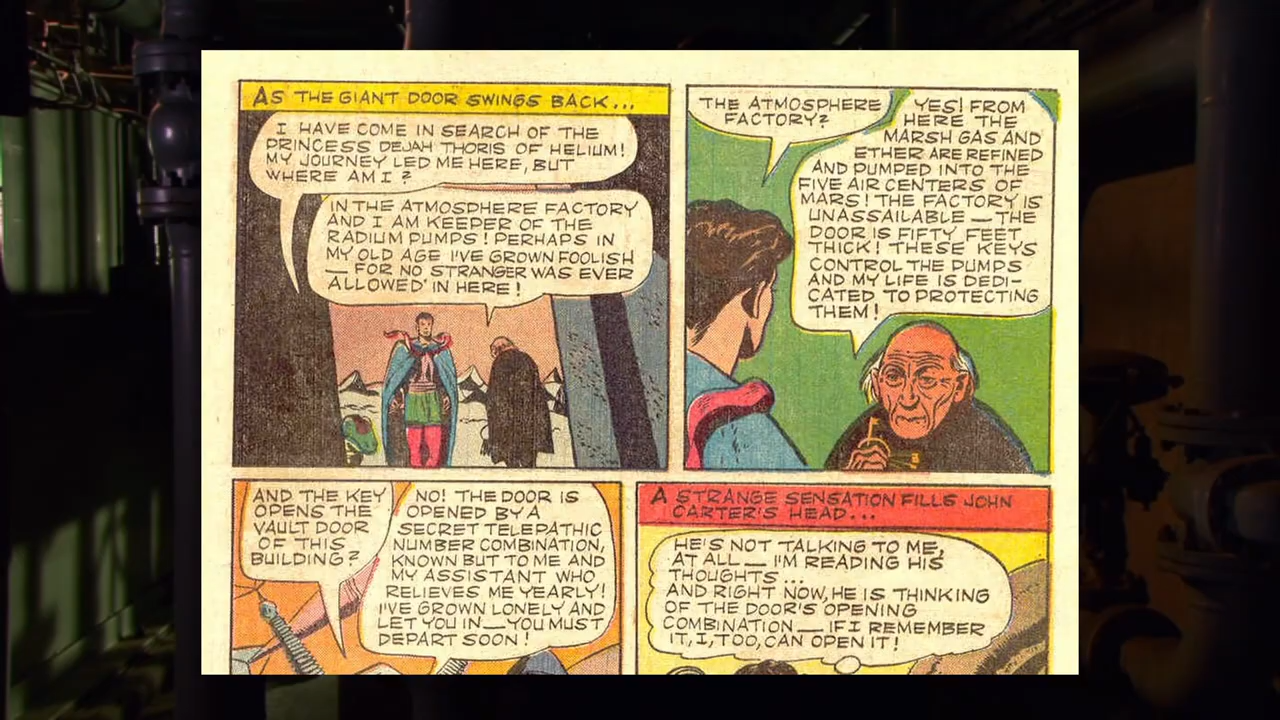 AS THE GIANT DOOR SWINGS BACK...
I HAVE COME IN SEARCH OF THE
PRINCESS DEJAH THORIS OF HELIUM!
MY JOURNEY LED ME HERE, BUT
WHERE AM I?
IN THE ATMOSPHERE FACTORY
AND I AM KEEPER OF THE
RADIUM PUMPS! PERHAPS IN
MY OLD AGE I'VE GROWN FOOLISH
— FOR NO STRANGER WAS EVER
ALLOWED IN HERE!
THE ATMOSPHERE
FACTORY?
YES! FROM
HERE THE
MARSH GAS AND
ETHER ARE REFINED
AND PUMPED INTO THE
FIVE AIR CENTERS OF
MARS! THE FACTORY IS
UNASSAILABLE — THE
DOOR IS FIFTY FEET
THICK! THESE KEYS
CONTROL THE PUMPS
AND MY LIFE IS DEDI-
CATED TO PROTECTING
THEM!
AND THE KEY
OPENS THE
VAULT DOOR
OF THIS
BUILDING?
NO! THE DOOR IS
OPENED BY A
SECRET TELEPATHIC
NUMBER COMBINATION,
KNOWN BUT TO ME AND
MY ASSISTANT WHO
RELIEVES ME YEARLY!
I'VE GROWN LONELY AND
LET YOU IN — YOU MUST
DEPART SOON!
A STRANGE SENSATION FILLS JOHN
CARTER'S HEAD...
HE'S NOT TALKING TO ME,
AT ALL — I'M READING HIS
THOUGHTS...
AND RIGHT NOW, HE IS THINKING
OF THE DOOR'S OPENING
COMBINATION — IF I REMEMBER
IT, I, TOO, CAN OPEN IT!